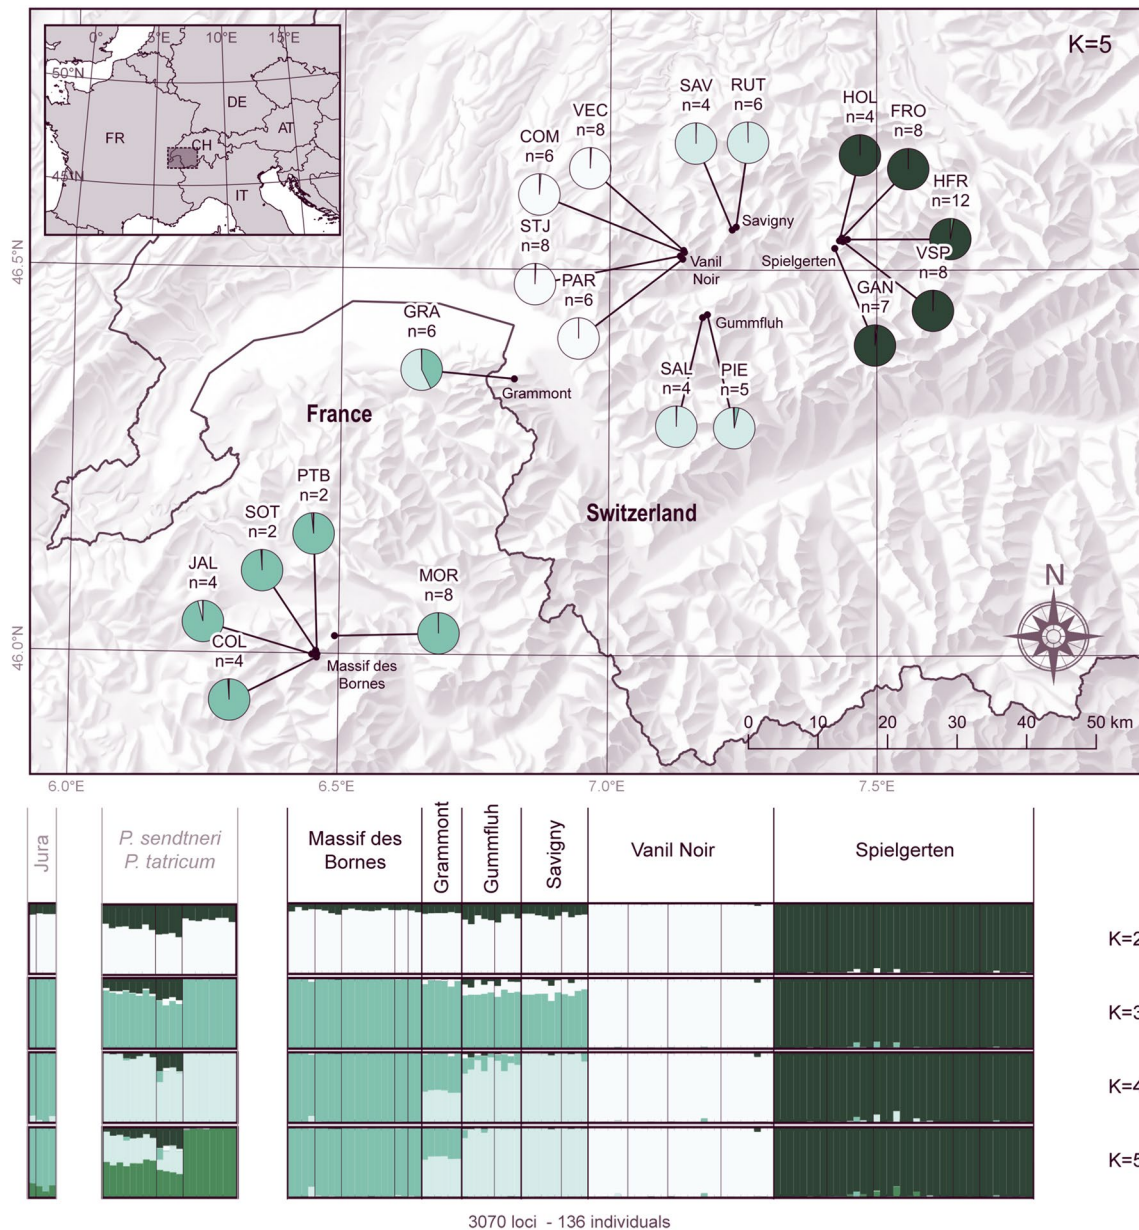 K=5
0°
5°E
10°E
15°E
50°N
45°N
DE
FR
CH
AT
IT
46.5°N
46.0°N
VEC
n=8
COM
n=6
STJ
n=8
PAR
n=6
SAV
n=4
RUT
n=6
HOL
n=4
FRO
n=8
HFR
n=12
VSP
n=8
GAN
n=7
Savigny
Vanil
Noir
Spielgerten
Gummfluh
GRA
n=6
Grammont
SAL
n=4
PIE
n=5
France
Switzerland
PTB
n=2
SOT
n=2
JAL
n=4
COL
n=4
MOR
n=8
Massif des
Bornes
N
0 10 20 30 40 50 km
6.0°E 6.5°E 7.0°E 7.5°E
Jura
P. sendtneri
P. tatricum
Massif des
Bornes
Grammont
Gummfluh
Savigny
Vanil Noir
Spielgerten
K=2
K=3
K=4
K=5
3070 loci - 136 individuals